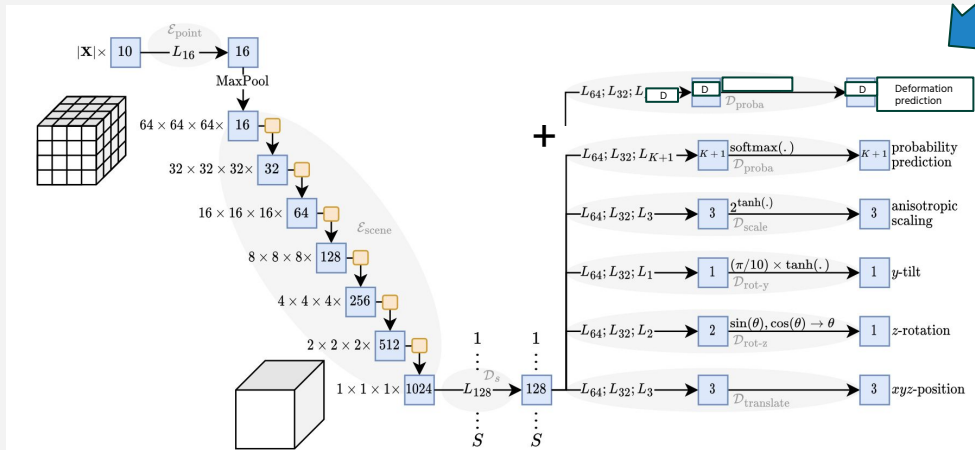 |X|× 10 L₁₆ 16
ℰpoint
MaxPool
64 × 64 × 64× 16
32 × 32 × 32× 32
16 × 16 × 16× 64
ℰscene
8 × 8 × 8× 128
4 × 4 × 4× 256
2 × 2 × 2× 512
1 × 1 × 1× 1024
L₁₂₈
𝒟s
1
⋮
⋮
S
1
⋮
128
⋮
S
+
L₆₄; L₃₂; L D D D Deformation
prediction
𝒟proba
L₆₄; L₃₂; L_{K+1} K + 1 softmax(.) K + 1 probability
prediction
𝒟proba
L₆₄; L₃₂; L₃ 3 2^{tanh(.)} 3 anisotropic
scaling
𝒟scale
L₆₄; L₃₂; L₁ 1 (π/10) × tanh(.) 1 y-tilt
𝒟rot-y
L₆₄; L₃₂; L₂ 2 sin(θ), cos(θ) → θ 1 z-rotation
𝒟rot-z
L₆₄; L₃₂; L₃ 3 3 xyz-position
𝒟translate